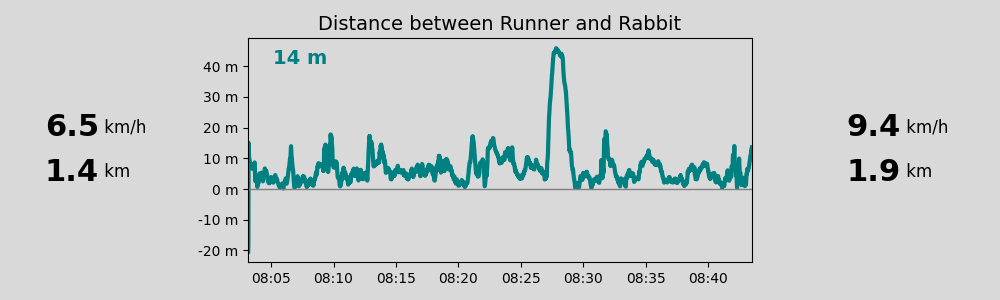 Distance between Runner and Rabbit
14 m
40 m
30 m
20 m
10 m
0 m
-10 m
-20 m
08:05 08:10 08:15 08:20 08:25 08:30 08:35 08:40
6.5 km/h
1.4 km
9.4 km/h
1.9 km